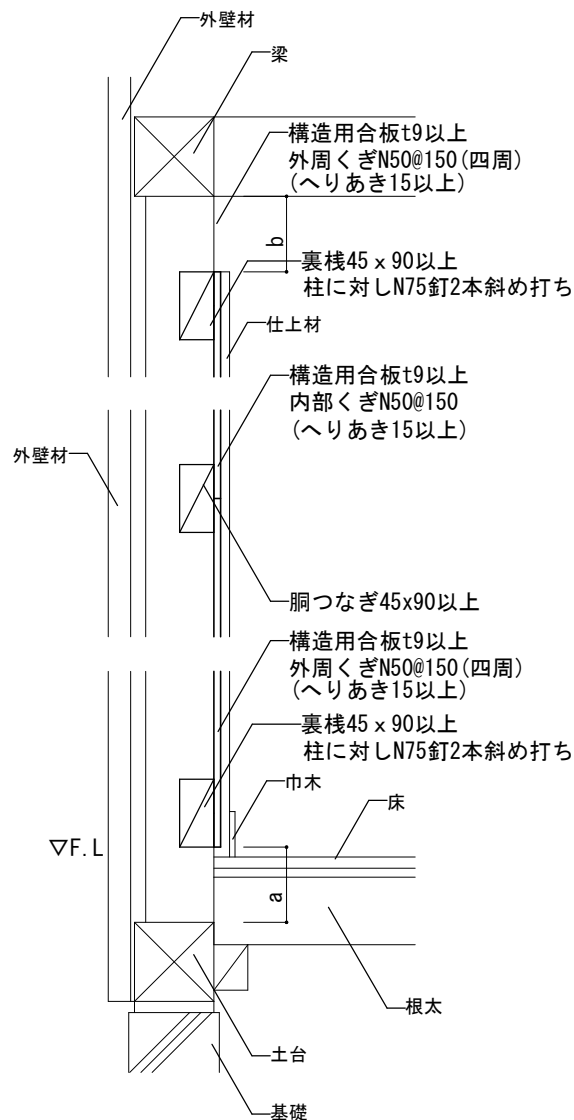 外壁材
梁
構造用合板t9以上
外周くぎN50@150(四周)
(へりあき15以上)
b
裏桟45ｘ90以上
柱に対しN75釘2本斜め打ち
仕上材
構造用合板t9以上
内部くぎN50@150
(へりあき15以上)
外壁材
胴つなぎ45x90以上
構造用合板t9以上
外周くぎN50@150(四周)
(へりあき15以上)
裏桟45ｘ90以上
柱に対しN75釘2本斜め打ち
巾木
床
▽F.L
a
根太
土台
基礎